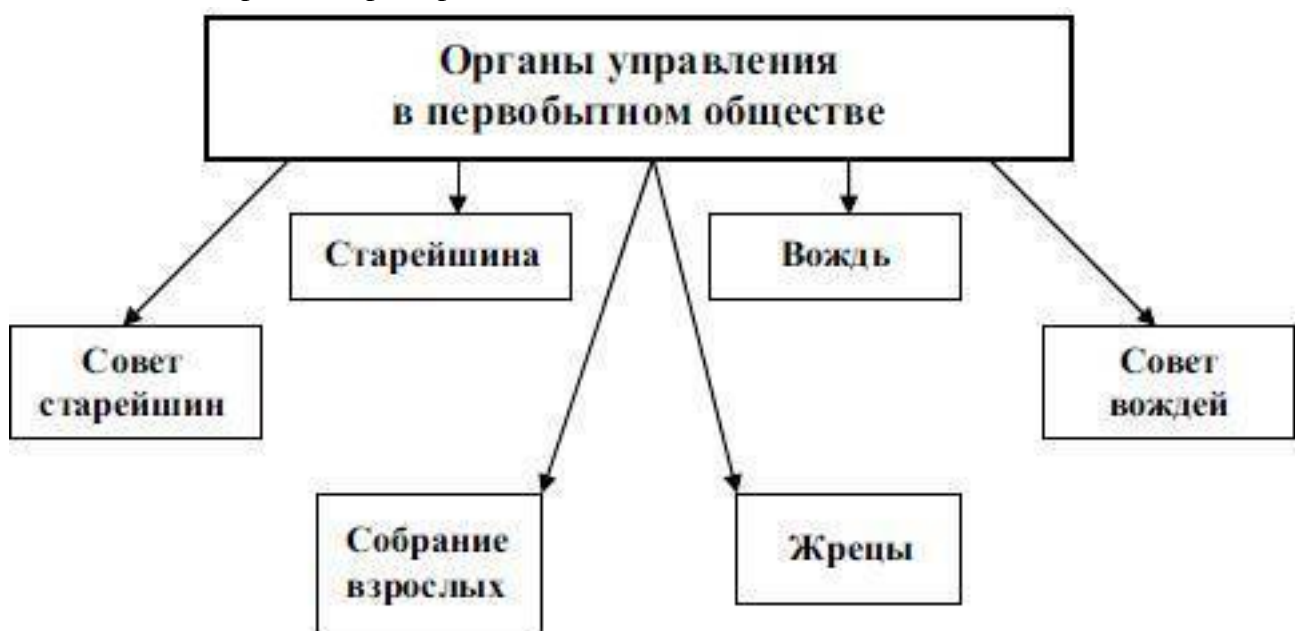 Органы управления
в первобытном обществе
Старейшина
Вождь
Совет
старейшин
Совет
вождей
Собрание
взрослых
Жрецы